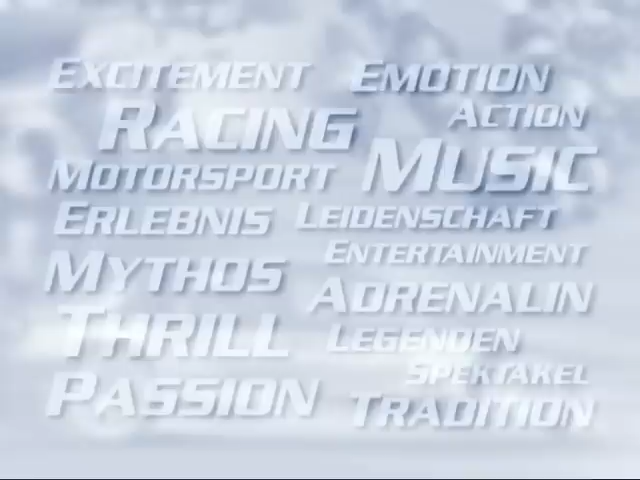 EXCITEMENT EMOTION
RACING ACTION
MOTORSPORT MUSIC
ERLEBNIS LEIDENSCHAFT
MYTHOS ENTERTAINMENT
ADRENALIN
THRILL LEGENDEN
SPEKTAKEL
PASSION TRADITION